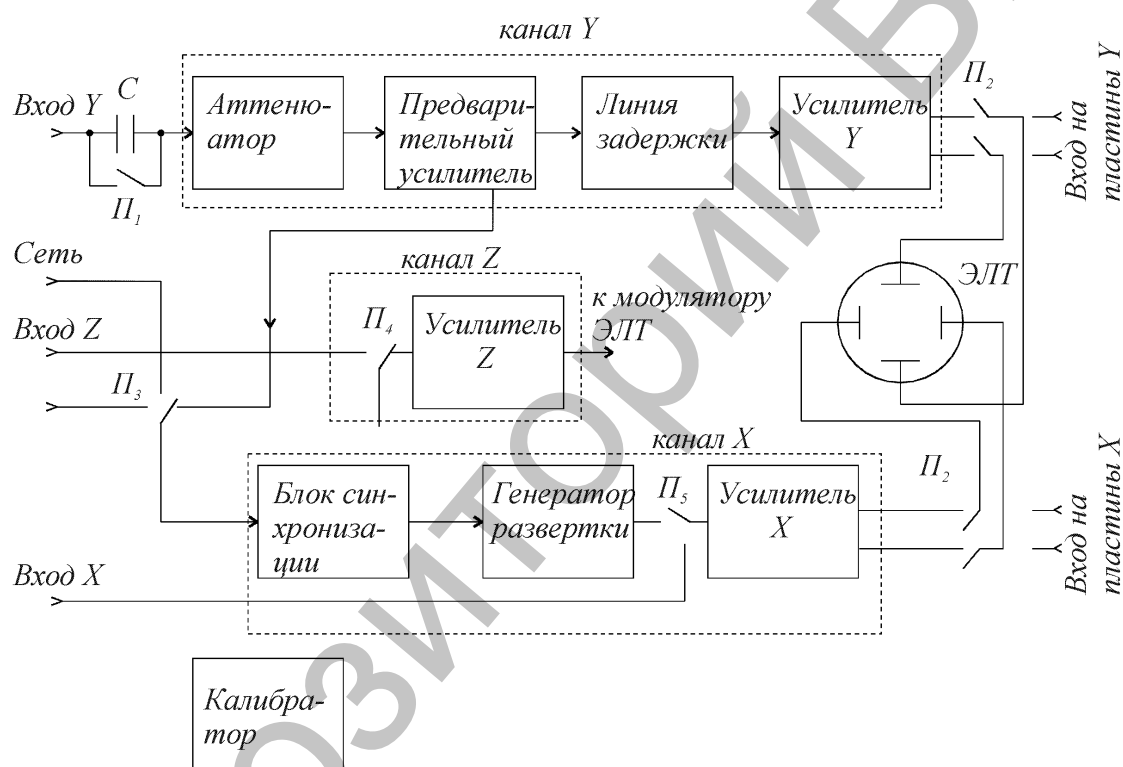 канал Y
Вход Y
C
П1
Аттеню-
атор
Предвари-
тельный
усилитель
Линия
задержки
Усилитель
Y
П2
Вход на
пластины Y
Сеть
канал Z
Вход Z
П4
Усилитель
Z
к модулятору
ЭЛТ
ЭЛТ
П3
канал X
Блок син-
хрониза-
ции
Генератор
развертки
П5
Усилитель
X
П2
Вход на
пластины X
Вход X
Калибра-
тор